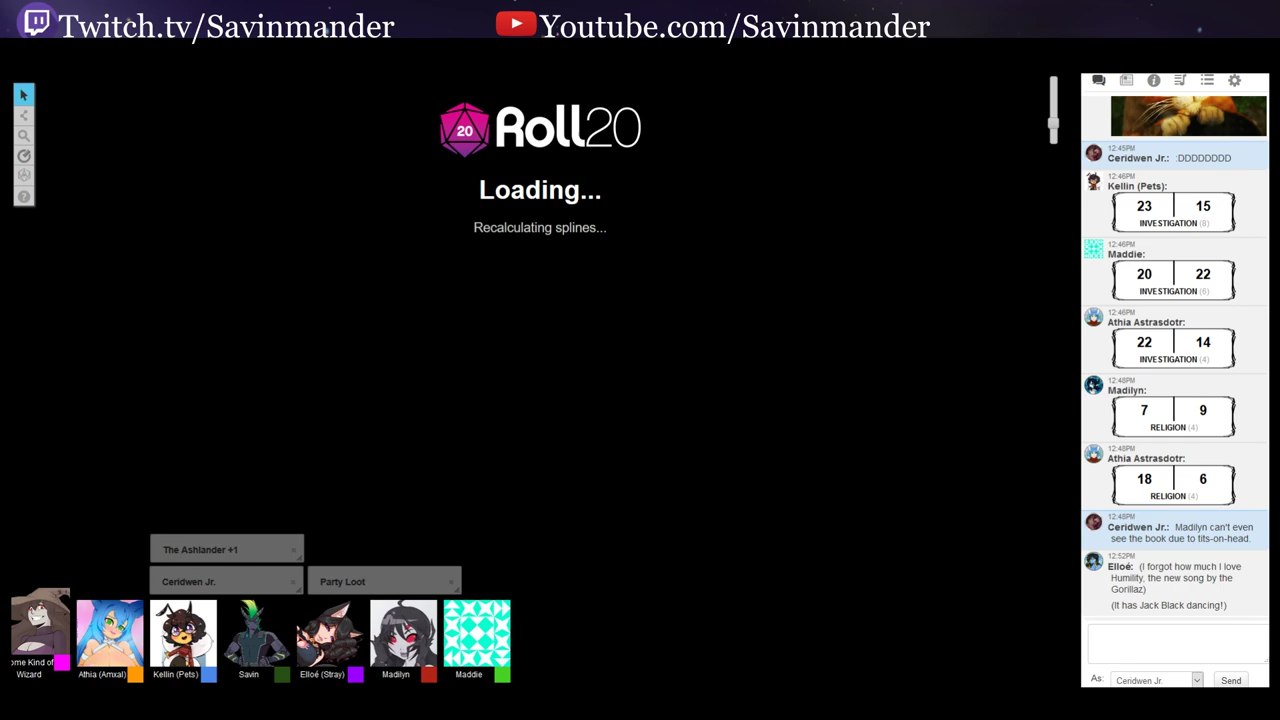 Twitch.tv/Savinmander
Youtube.com/Savinmander
20
Roll20
Loading...
Recalculating splines...
12:45PM
Ceridwen Jr.: :DDDDDDDD
12:46PM
Kellin (Pets):
23 15
INVESTIGATION (8)
12:46PM
Maddie:
20 22
INVESTIGATION (6)
12:46PM
Athia Astrasdotr:
22 14
INVESTIGATION (4)
12:48PM
Madilyn:
7 9
RELIGION (4)
12:48PM
Athia Astrasdotr:
18 6
RELIGION (4)
12:48PM
Ceridwen Jr.: Madilyn can't even
see the book due to tits-on-head.
12:52PM
Elloé: (I forgot how much I love
Humility, the new song by the
Gorillaz)
(It has Jack Black dancing!)
As: Ceridwen Jr. Send
The Ashlander +1
Ceridwen Jr.
Party Loot
ome Kind of
Wizard
Athia (Amxal)
Kellin (Pets)
Savin
Elloé (Stray)
Madilyn
Maddie